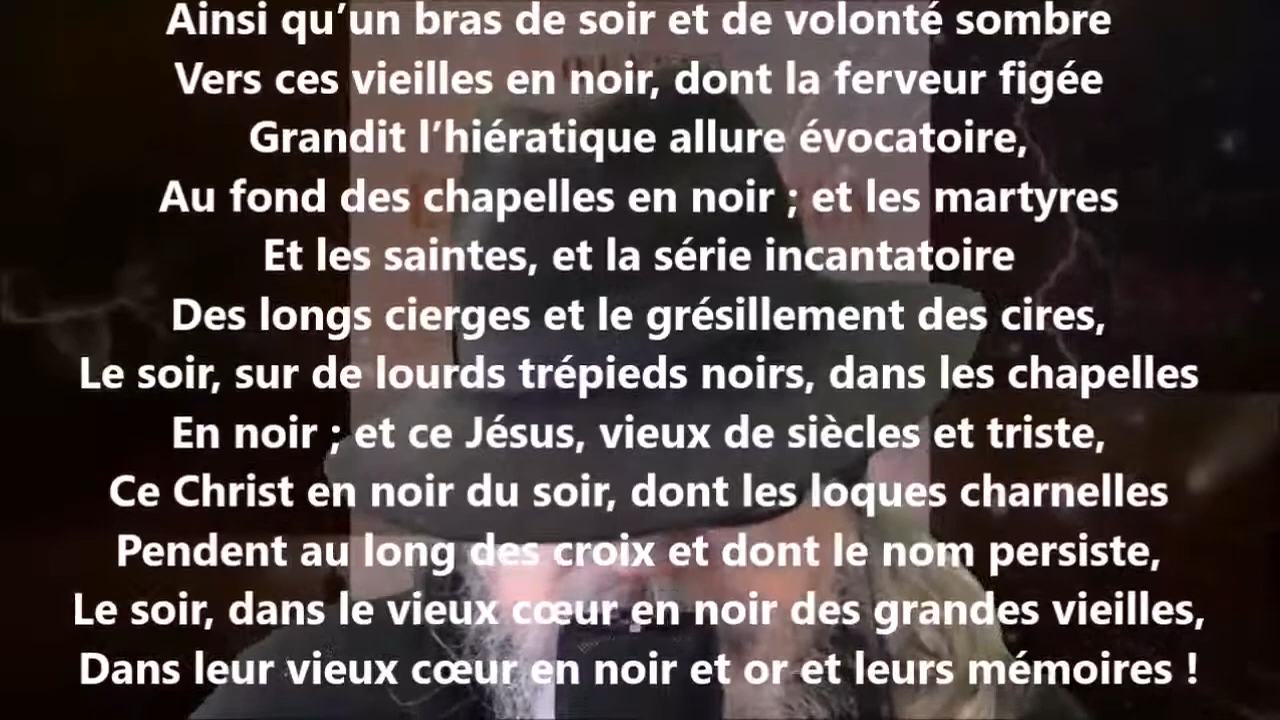 Ainsi qu’un bras de soir et de volonté sombre
Vers ces vieilles en noir, dont la ferveur figée
Grandit l’hiératique allure évocatoire,
Au fond des chapelles en noir ; et les martyres
Et les saintes, et la série incantatoire
Des longs cierges et le grésillement des cires,
Le soir, sur de lourds trépieds noirs, dans les chapelles
En noir ; et ce Jésus, vieux de siècles et triste,
Ce Christ en noir du soir, dont les loques charnelles
Pendent au long des croix et dont le nom persiste,
Le soir, dans le vieux cœur en noir des grandes vieilles,
Dans leur vieux cœur en noir et or et leurs mémoires !